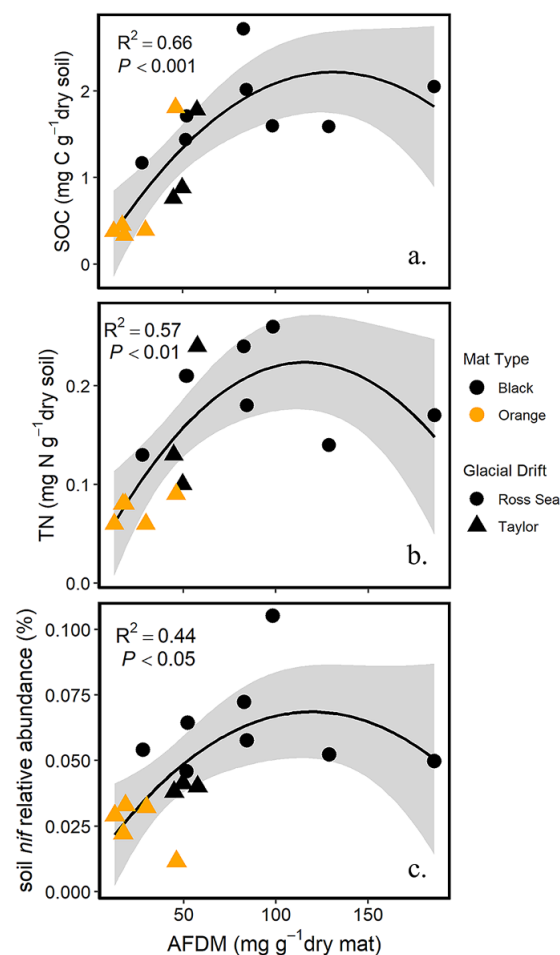 R² = 0.66
P < 0.001
SOC (mg C g⁻¹dry soil)
2
1
0
a.
R² = 0.57
P < 0.01
TN (mg N g⁻¹dry soil)
0.2
0.1
0.0
b.
R² = 0.44
P < 0.05
soil nif relative abundance (%)
0.100
0.075
0.050
0.025
0.000
c.
50 100 150
AFDM (mg g⁻¹dry mat)
Mat Type
Black
Orange
Glacial Drift
Ross Sea
Taylor